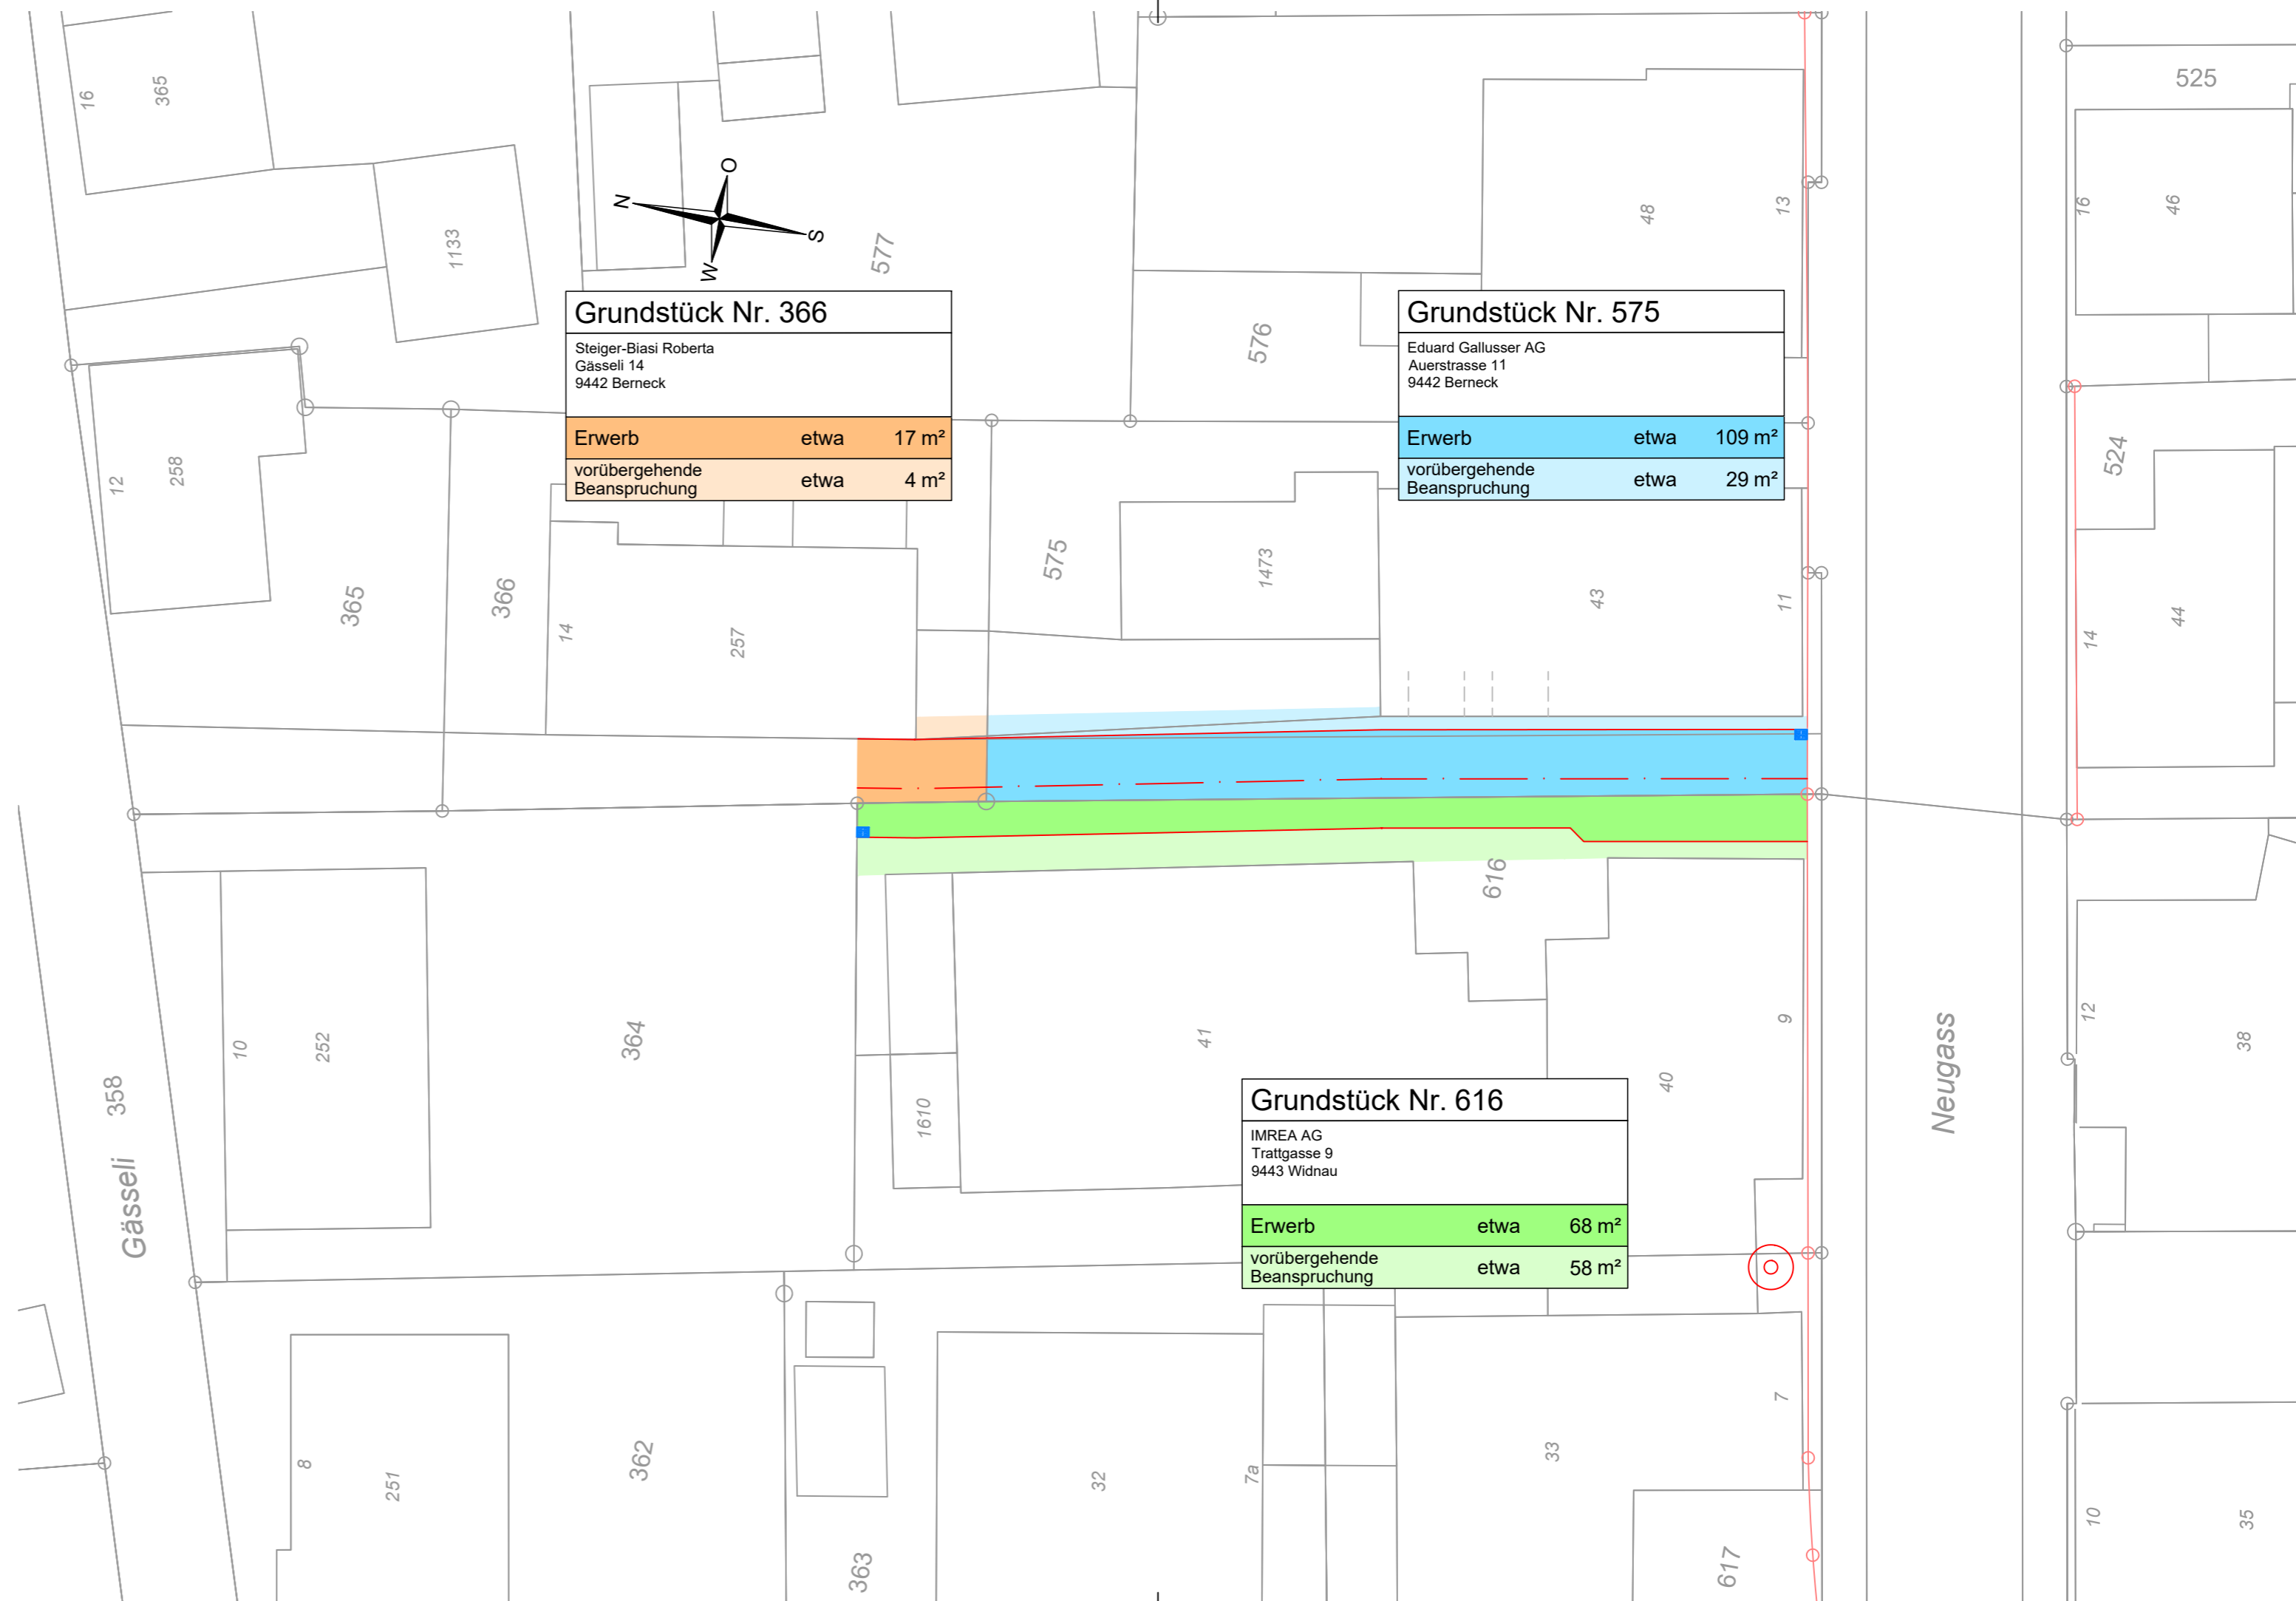 525
16
365
16
46
48
13
O
N
S
W
1133
577
576
Grundstück Nr. 366
Steiger-Biasi Roberta
Gässeli 14
9442 Berneck
Erwerb etwa 17 m²
vorübergehende
Beanspruchung etwa 4 m²
Grundstück Nr. 575
Eduard Gallusser AG
Auerstrasse 11
9442 Berneck
Erwerb etwa 109 m²
vorübergehende
Beanspruchung etwa 29 m²
524
12
258
365
366
14
257
575
1473
43
11
14
44
616
10
252
364
41
9
40
Neugass
12
38
358
Gässeli
1610
Grundstück Nr. 616
IMREA AG
Trattgasse 9
9443 Widnau
Erwerb etwa 68 m²
vorübergehende
Beanspruchung etwa 58 m²
8
251
362
363
32
7a
33
7
617
10
35